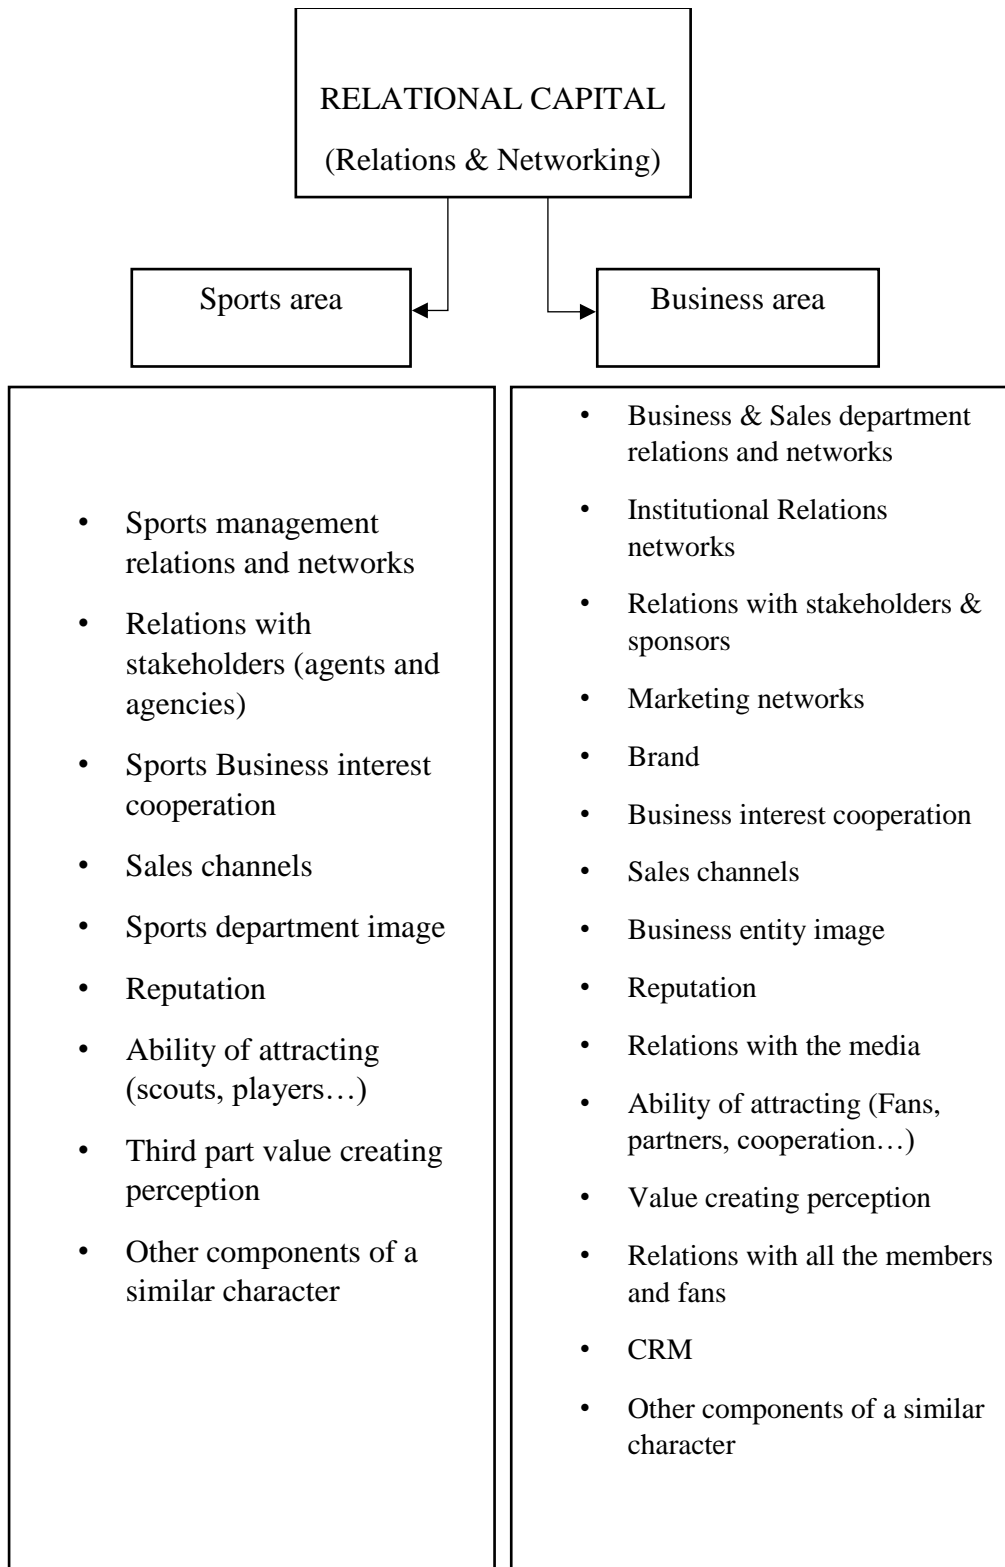 RELATIONAL CAPITAL
(Relations & Networking)
Sports area
Business area
• Sports management
relations and networks
• Relations with
stakeholders (agents and
agencies)
• Sports Business interest
cooperation
• Sales channels
• Sports department image
• Reputation
• Ability of attracting
(scouts, players…)
• Third part value creating
perception
• Other components of a
similar character
• Business & Sales department
relations and networks
• Institutional Relations
networks
• Relations with stakeholders &
sponsors
• Marketing networks
• Brand
• Business interest cooperation
• Sales channels
• Business entity image
• Reputation
• Relations with the media
• Ability of attracting (Fans,
partners, cooperation…)
• Value creating perception
• Relations with all the members
and fans
• CRM
• Other components of a similar
character